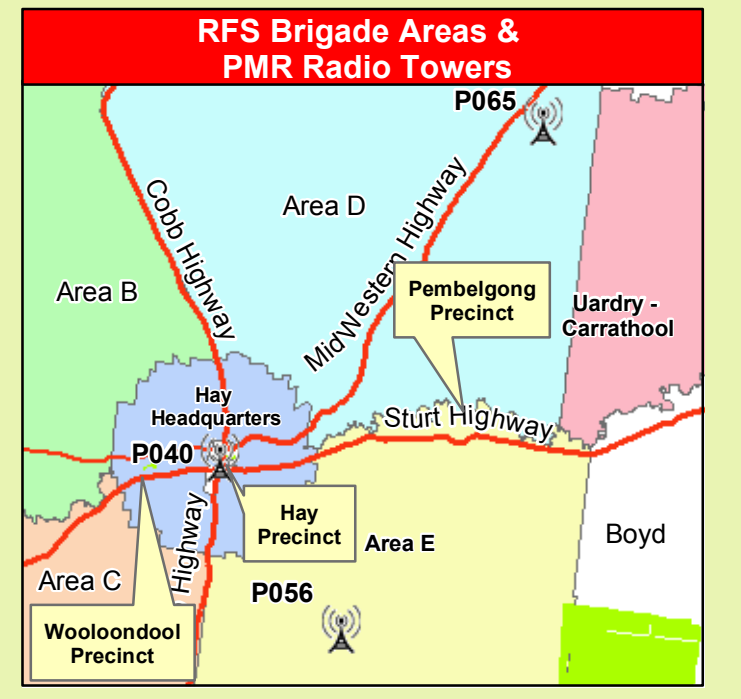 RFS Brigade Areas &
PMR Radio Towers
P065
Cobb Highway
Area D
MidWestern Highway
Area B
Pembelgong
Precinct
Uardry -
Carrathool
Hay
Headquarters
Sturt Highway
P040
Hay
Precinct
Highway
Area E
Boyd
Area C
P056
Wooloondool
Precinct